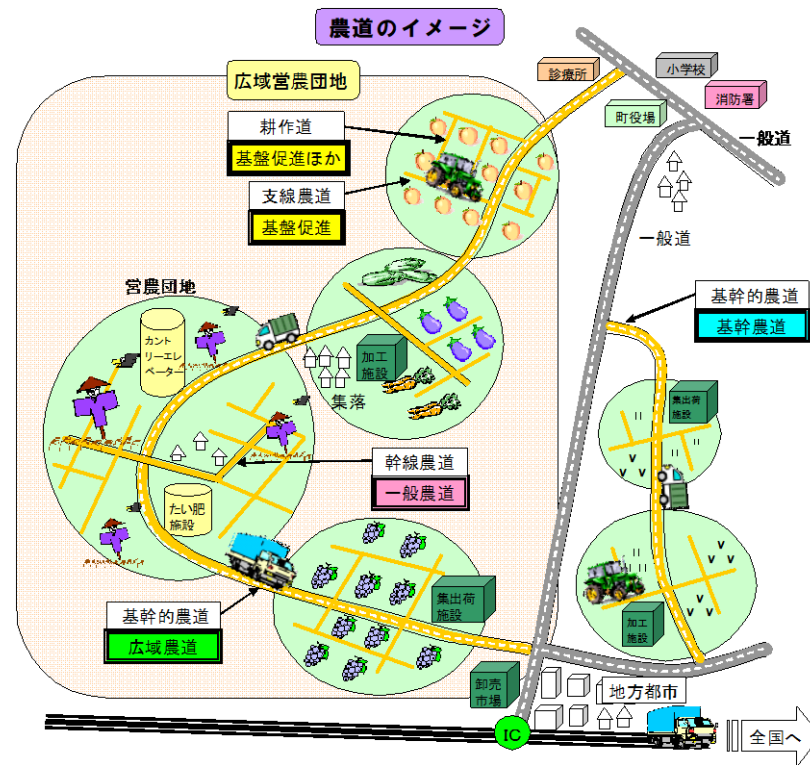 農道のイメージ
広域営農団地
診療所
小学校
消防署
町役場
一般道
耕作道
基盤促進ほか
支線農道
基盤促進
一般道
営農団地
カント
リーエレ
ベーター
加工
施設
集落
基幹的農道
基幹農道
集出荷
施設
幹線農道
一般農道
たい肥
施設
基幹的農道
広域農道
集出荷
施設
加工
施設
卸売
市場
地方都市
IC
全国へ